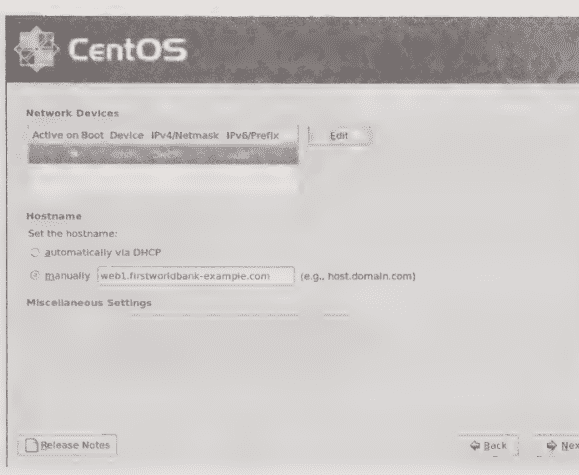 CentOS
Network Devices
Active on Boot Device IPv4/Netmask IPv6/Prefix Edit
Hostname
Set the hostname:
automatically via DHCP
manually web1.firstworldbank-example.com (e.g., host.domain.com)
Miscellaneous Settings
Release Notes Back Nex